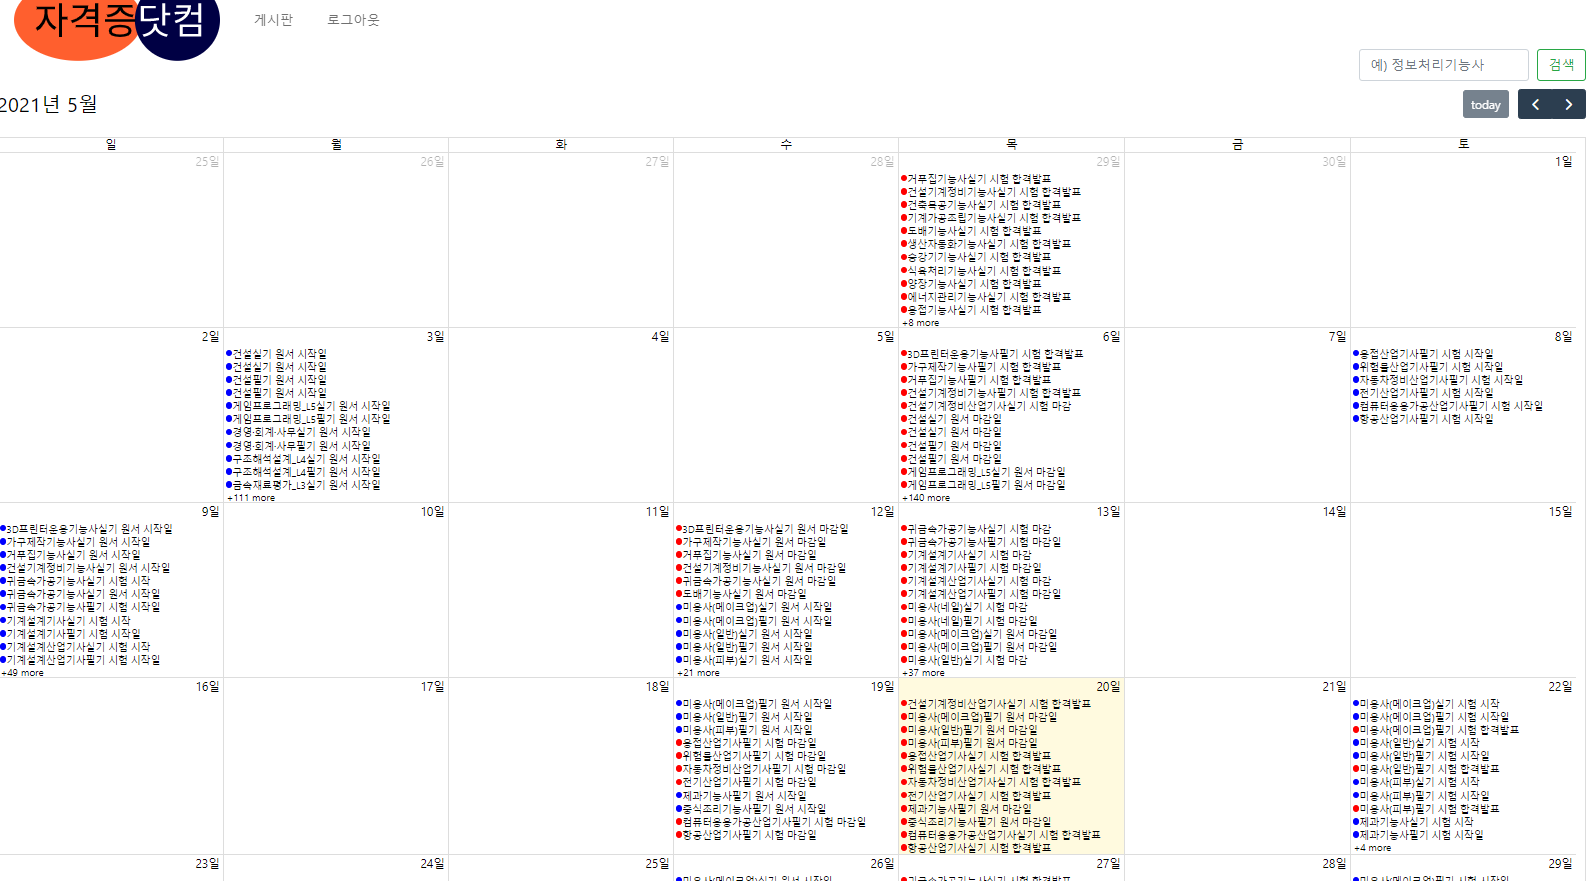 자격증닷컴
게시판 로그아웃
예) 정보처리기능사 검색
2021년 5월 today
일 월 화 수 목 금 토
25일 26일 27일 28일 29일 30일 1일
거푸집기능사실기 시험 합격발표
건설기계정비기능사실기 시험 합격발표
건축목공기능사실기 시험 합격발표
기계가공조립기능사실기 시험 합격발표
도배기능사실기 시험 합격발표
생산자동화기능사실기 시험 합격발표
승강기기능사실기 시험 합격발표
식육처리기능사실기 시험 합격발표
양장기능사실기 시험 합격발표
에너지관리기능사실기 시험 합격발표
용접기능사실기 시험 합격발표
+8 more
2일 3일 4일 5일 6일 7일 8일
건설실기 원서 시작일
건설실기 원서 시작일
건설필기 원서 시작일
건설필기 원서 시작일
게임프로그래밍_L5실기 원서 시작일
게임프로그래밍_L5필기 원서 시작일
경영·회계·사무실기 원서 시작일
경영·회계·사무필기 원서 시작일
구조해석설계_L4실기 원서 시작일
구조해석설계_L4필기 원서 시작일
금속재료평가_L3실기 원서 시작일
+111 more
3D프린터운용기능사필기 시험 합격발표
가구제작기능사필기 시험 합격발표
거푸집기능사필기 시험 합격발표
건설기계정비기능사필기 시험 합격발표
건설기계정비산업기사실기 시험 마감
건설실기 원서 마감일
건설실기 원서 마감일
건설필기 원서 마감일
건설필기 원서 마감일
게임프로그래밍_L5실기 원서 마감일
게임프로그래밍_L5필기 원서 마감일
+140 more
용접산업기사필기 시험 시작일
위험물산업기사필기 시험 시작일
자동차정비산업기사필기 시험 시작일
전기산업기사필기 시험 시작일
컴퓨터응용가공산업기사필기 시험 시작일
항공산업기사필기 시험 시작일
9일 10일 11일 12일 13일 14일 15일
3D프린터운용기능사실기 원서 시작일
가구제작기능사실기 원서 시작일
거푸집기능사실기 원서 시작일
건설기계정비기능사실기 원서 시작일
귀금속가공기능사실기 시험 시작
귀금속가공기능사실기 원서 시작일
귀금속가공기능사필기 시험 시작일
기계설계기사실기 시험 시작
기계설계기사필기 시험 시작일
기계설계산업기사실기 시험 시작
기계설계산업기사필기 시험 시작일
+49 more
3D프린터운용기능사실기 원서 마감일
가구제작기능사실기 원서 마감일
거푸집기능사실기 원서 마감일
건설기계정비기능사실기 원서 마감일
귀금속가공기능사실기 원서 마감일
도배기능사실기 원서 마감일
미용사(메이크업)실기 원서 시작일
미용사(메이크업)필기 원서 시작일
미용사(일반)실기 원서 시작일
미용사(일반)필기 원서 시작일
미용사(피부)실기 원서 시작일
+21 more
귀금속가공기능사실기 시험 마감
귀금속가공기능사필기 시험 마감일
기계설계기사실기 시험 마감
기계설계기사필기 시험 마감일
기계설계산업기사실기 시험 마감
기계설계산업기사필기 시험 마감일
미용사(네일)실기 시험 마감
미용사(네일)필기 시험 마감일
미용사(메이크업)실기 원서 마감일
미용사(메이크업)필기 원서 마감일
미용사(일반)실기 시험 마감
+37 more
16일 17일 18일 19일 20일 21일 22일
미용사(메이크업)필기 원서 시작일
미용사(일반)필기 원서 시작일
미용사(피부)필기 원서 시작일
용접산업기사필기 시험 마감일
위험물산업기사필기 시험 마감일
자동차정비산업기사필기 시험 마감일
전기산업기사필기 시험 마감일
제과기능사필기 원서 시작일
중식조리기능사필기 원서 시작일
컴퓨터응용가공산업기사필기 시험 마감일
항공산업기사필기 시험 마감일
건설기계정비산업기사실기 시험 합격발표
미용사(메이크업)필기 원서 마감일
미용사(일반)필기 원서 마감일
미용사(피부)필기 원서 마감일
용접산업기사실기 시험 합격발표
위험물산업기사실기 시험 합격발표
자동차정비산업기사실기 시험 합격발표
전기산업기사실기 시험 합격발표
제과기능사필기 원서 마감일
중식조리기능사필기 원서 마감일
컴퓨터응용가공산업기사실기 시험 합격발표
항공산업기사실기 시험 합격발표
미용사(메이크업)실기 시험 시작
미용사(메이크업)필기 시험 시작일
미용사(메이크업)필기 시험 합격발표
미용사(일반)실기 시험 시작
미용사(일반)필기 시험 시작일
미용사(일반)필기 시험 합격발표
미용사(피부)실기 시험 시작
미용사(피부)필기 시험 시작일
미용사(피부)필기 시험 합격발표
제과기능사실기 시험 시작
제과기능사필기 시험 시작일
+4 more
23일 24일 25일 26일 27일 28일 29일